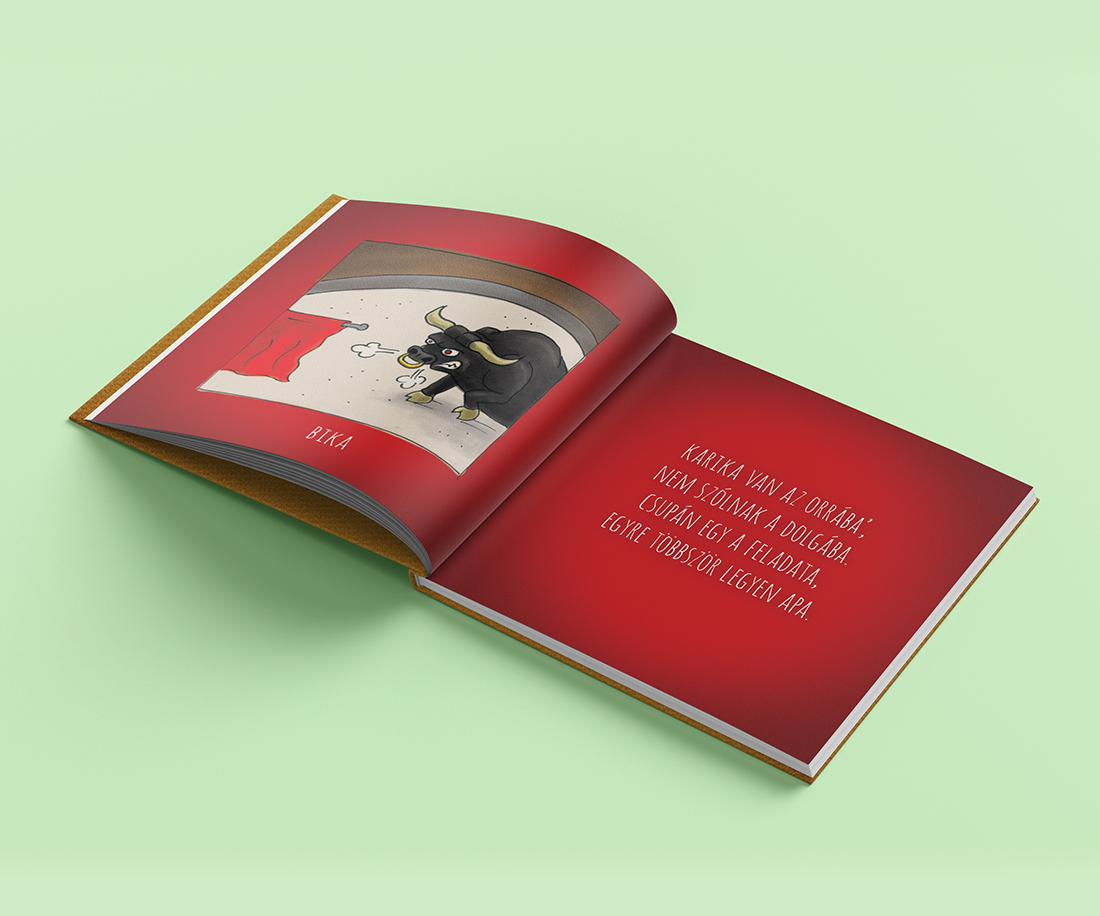 BIKA
KARIKA VAN AZ ORRÁBA',
NEM SZÓLNAK A DOLGÁBA.
CSUPÁN EGY A FELADATA,
EGYRE TÖBBSZÖR LEGYEN APA.